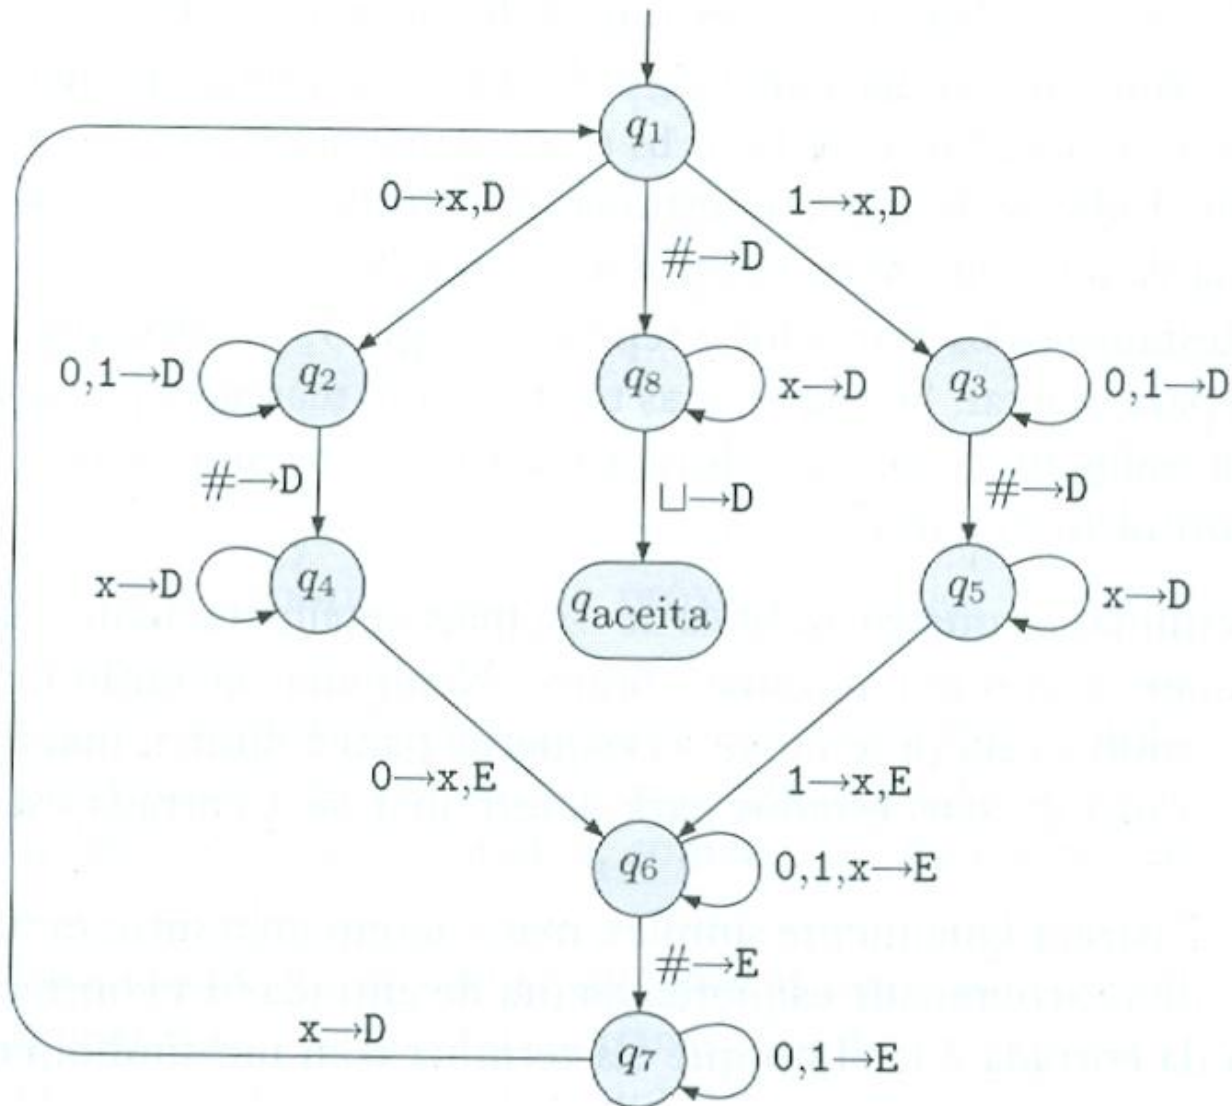 q1
0→x,D
1→x,D
#→D
0,1→D
q2
q8
x→D
q3
0,1→D
#→D
⊔→D
#→D
x→D
q4
qaceita
q5
x→D
0→x,E
1→x,E
q6
0,1,x→E
#→E
x→D
q7
0,1→E